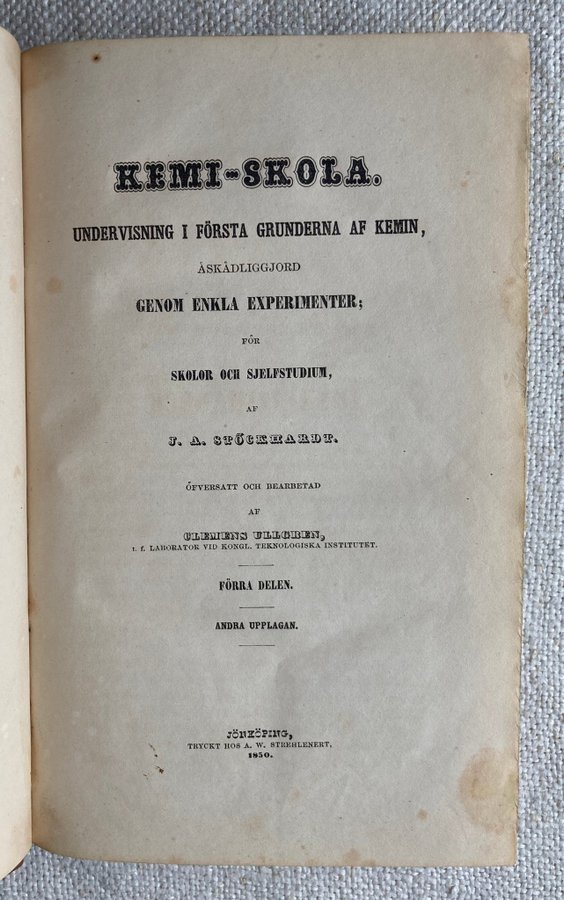 KEMI-SKOLA.
UNDERVISNING I FÖRSTA GRUNDERNA AF KEMIN,
ÅSKÅDLIGGJORD
GENOM ENKLA EXPERIMENTER;
FÖR
SKOLOR OCH SJELFSTUDIUM,
AF
J. A. STÖCKHARDT.
ÖFVERSATT OCH BEARBETAD
AF
CLEMENS ULLGREN,
t. f. LABORATOR VID KONGL. TEKNOLOGISKA INSTITUTET.
FÖRRA DELEN.
ANDRA UPPLAGAN.
JÖNKÖPING,
TRYCKT HOS A. W. STREHLENERT,
1850.